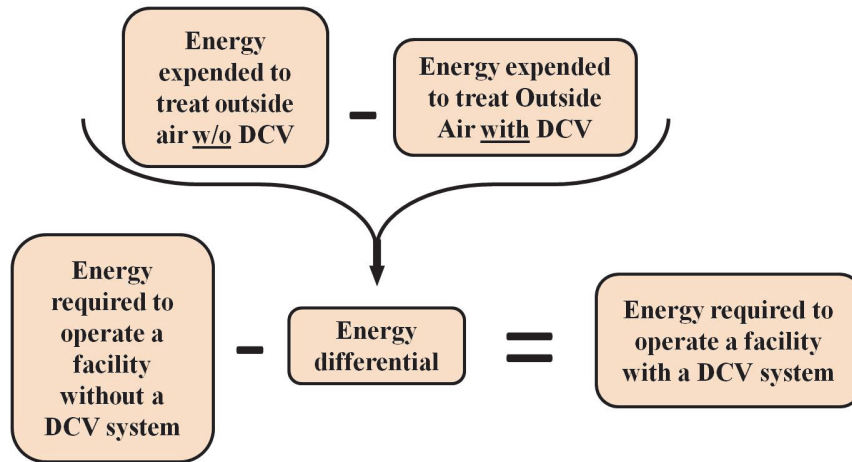 Energy
expended to
treat outside
air w/o DCV
-
Energy expended
to treat Outside
Air with DCV
Energy
required to
operate a
facility
without a
DCV system
-
Energy
differential
=
Energy required to
operate a facility
with a DCV system